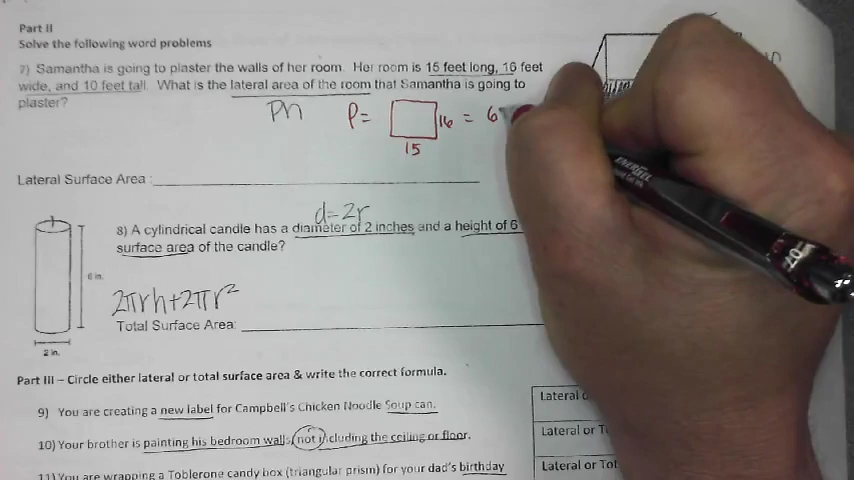 Part II
Solve the following word problems
7) Samantha is going to plaster the walls of her room. Her room is 15 feet long, 16 feet
wide, and 10 feet tall. What is the lateral area of the room that Samantha is going to
plaster?
Ph P= 16 = 6
15
Lateral Surface Area :
d=2r
8) A cylindrical candle has a diameter of 2 inches and a height of 6
surface area of the candle?
6 in.
2πrh+2πr²
Total Surface Area:
2 in.
Part III – Circle either lateral or total surface area & write the correct formula.
9) You are creating a new label for Campbell's Chicken Noodle Soup can.
Lateral
10) Your brother is painting his bedroom walls (not including the ceiling or floor.
Lateral or T
11) You are wrapping a Toblerone candy box (triangular prism) for your dad's birthday
Lateral or Tot
ENERGEL
07